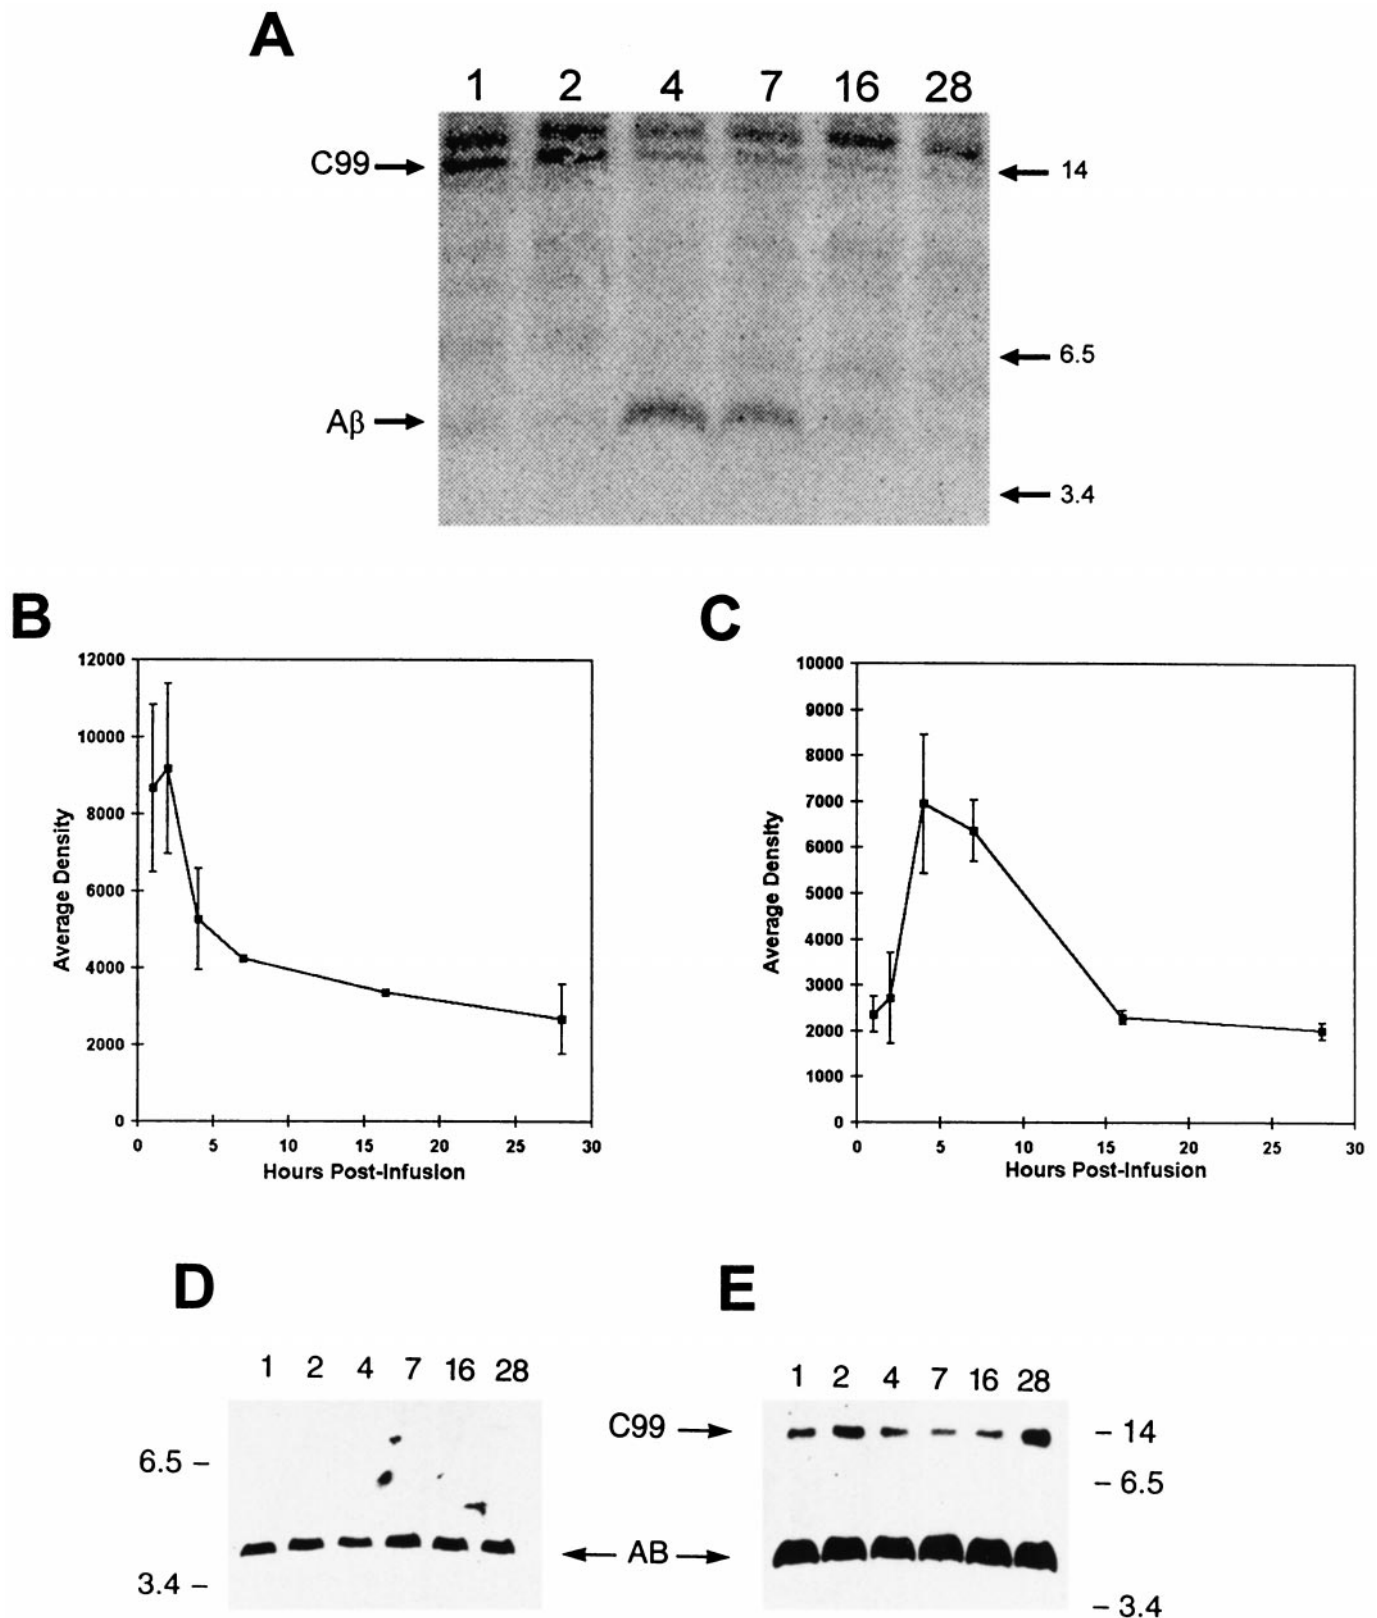 A
1 2 4 7 16 28
C99
14
6.5
Aβ
3.4
B
12000
10000
8000
6000
4000
2000
0
Average Density
0 5 10 15 20 25 30
Hours Post-Infusion
C
10000
9000
8000
7000
6000
5000
4000
3000
2000
1000
0
Average Density
0 5 10 15 20 25 30
Hours Post-Infusion
D
1 2 4 7 16 28
6.5 –
3.4 –
E
1 2 4 7 16 28
C99
– 14
– 6.5
AB
– 3.4